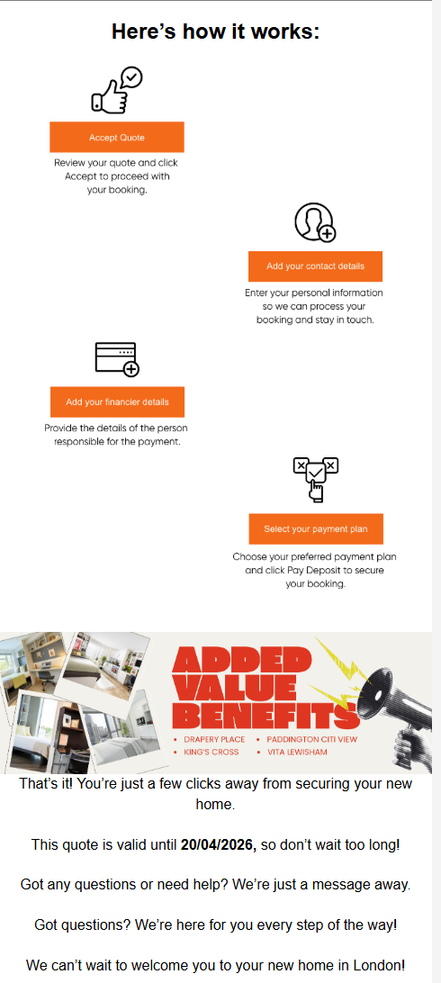 Here’s how it works:
Accept Quote
Review your quote and click
Accept to proceed with
your booking.
Add your contact details
Enter your personal information
so we can process your
booking and stay in touch.
Add your financier details
Provide the details of the person
responsible for the payment.
Select your payment plan
Choose your preferred payment plan
and click Pay Deposit to secure
your booking.
ADDED
VALUE
BENEFITS
• DRAPERY PLACE • PADDINGTON CITI VIEW
• KING'S CROSS • VITA LEWISHAM
That’s it! You’re just a few clicks away from securing your new
home.
This quote is valid until 20/04/2026, so don’t wait too long!
Got any questions or need help? We’re just a message away.
Got questions? We’re here for you every step of the way!
We can’t wait to welcome you to your new home in London!